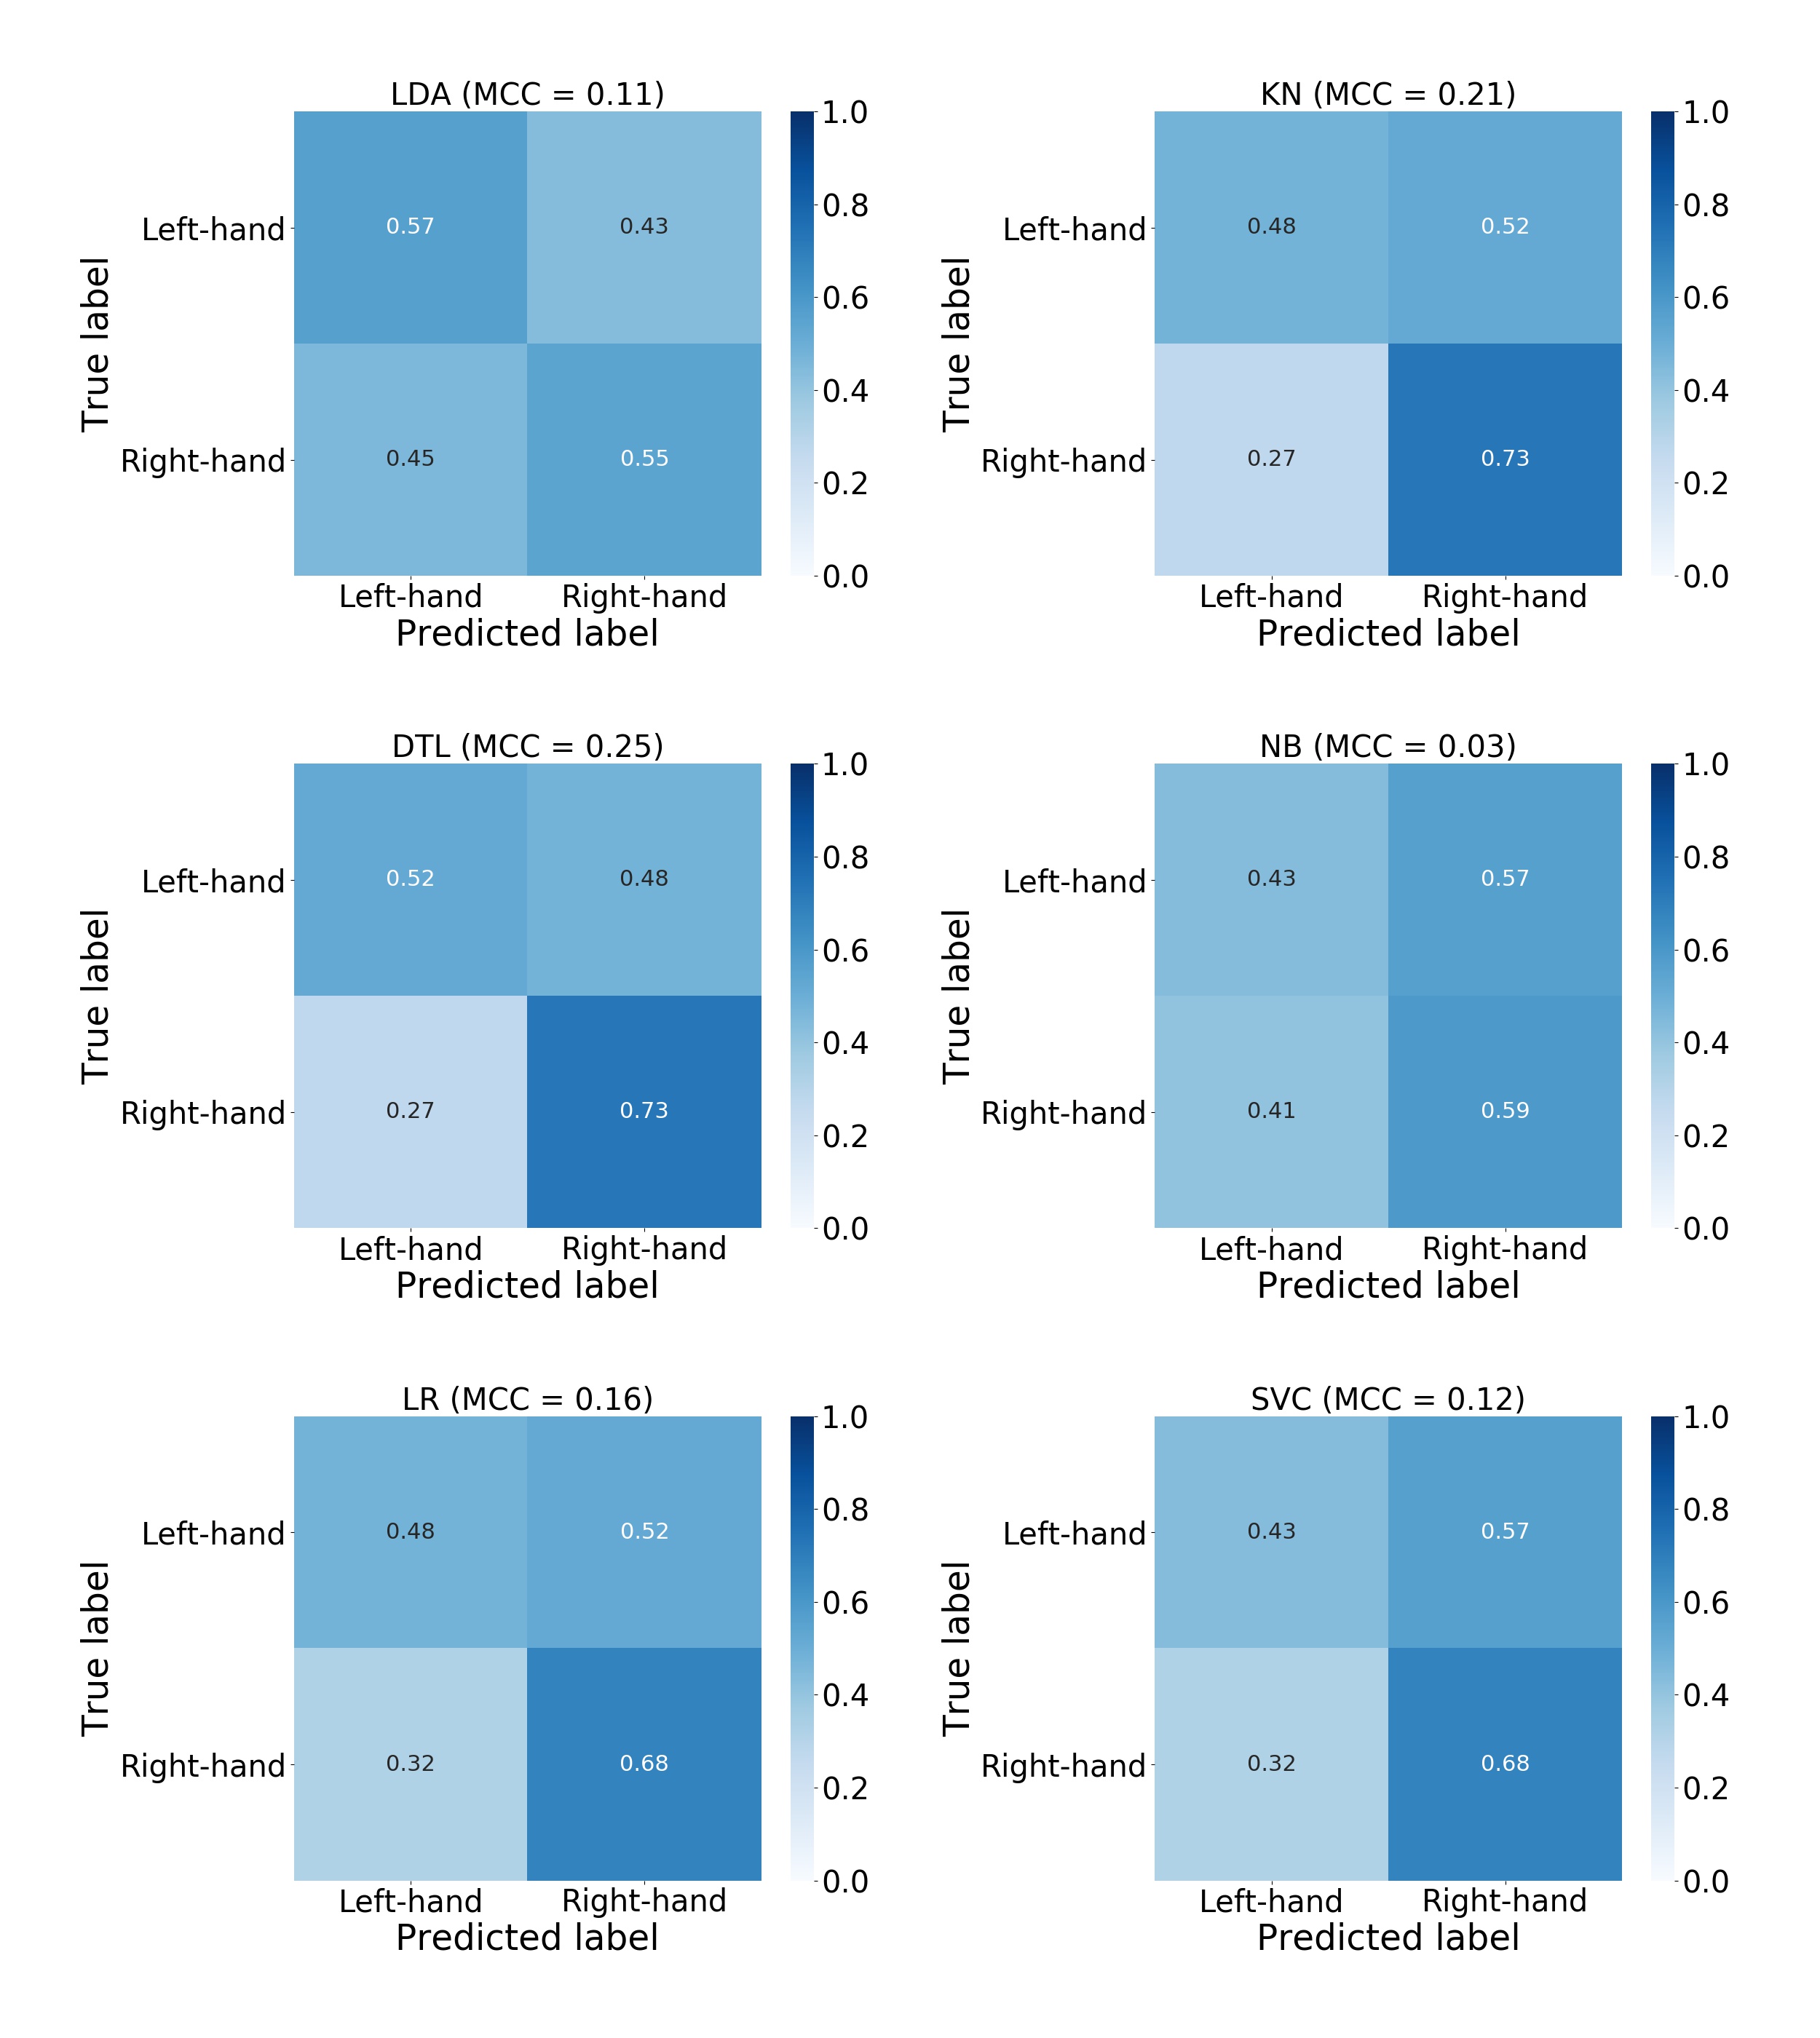 LDA (MCC = 0.11)
1.0
0.8
0.6
0.4
0.2
0.0
True label
Left-hand
0.57 0.43
Right-hand
0.45 0.55
Left-hand Right-hand
Predicted label
KN (MCC = 0.21)
1.0
0.8
0.6
0.4
0.2
0.0
True label
Left-hand
0.48 0.52
Right-hand
0.27 0.73
Left-hand Right-hand
Predicted label
DTL (MCC = 0.25)
1.0
0.8
0.6
0.4
0.2
0.0
True label
Left-hand
0.52 0.48
Right-hand
0.27 0.73
Left-hand Right-hand
Predicted label
NB (MCC = 0.03)
1.0
0.8
0.6
0.4
0.2
0.0
True label
Left-hand
0.43 0.57
Right-hand
0.41 0.59
Left-hand Right-hand
Predicted label
LR (MCC = 0.16)
1.0
0.8
0.6
0.4
0.2
0.0
True label
Left-hand
0.48 0.52
Right-hand
0.32 0.68
Left-hand Right-hand
Predicted label
SVC (MCC = 0.12)
1.0
0.8
0.6
0.4
0.2
0.0
True label
Left-hand
0.43 0.57
Right-hand
0.32 0.68
Left-hand Right-hand
Predicted label